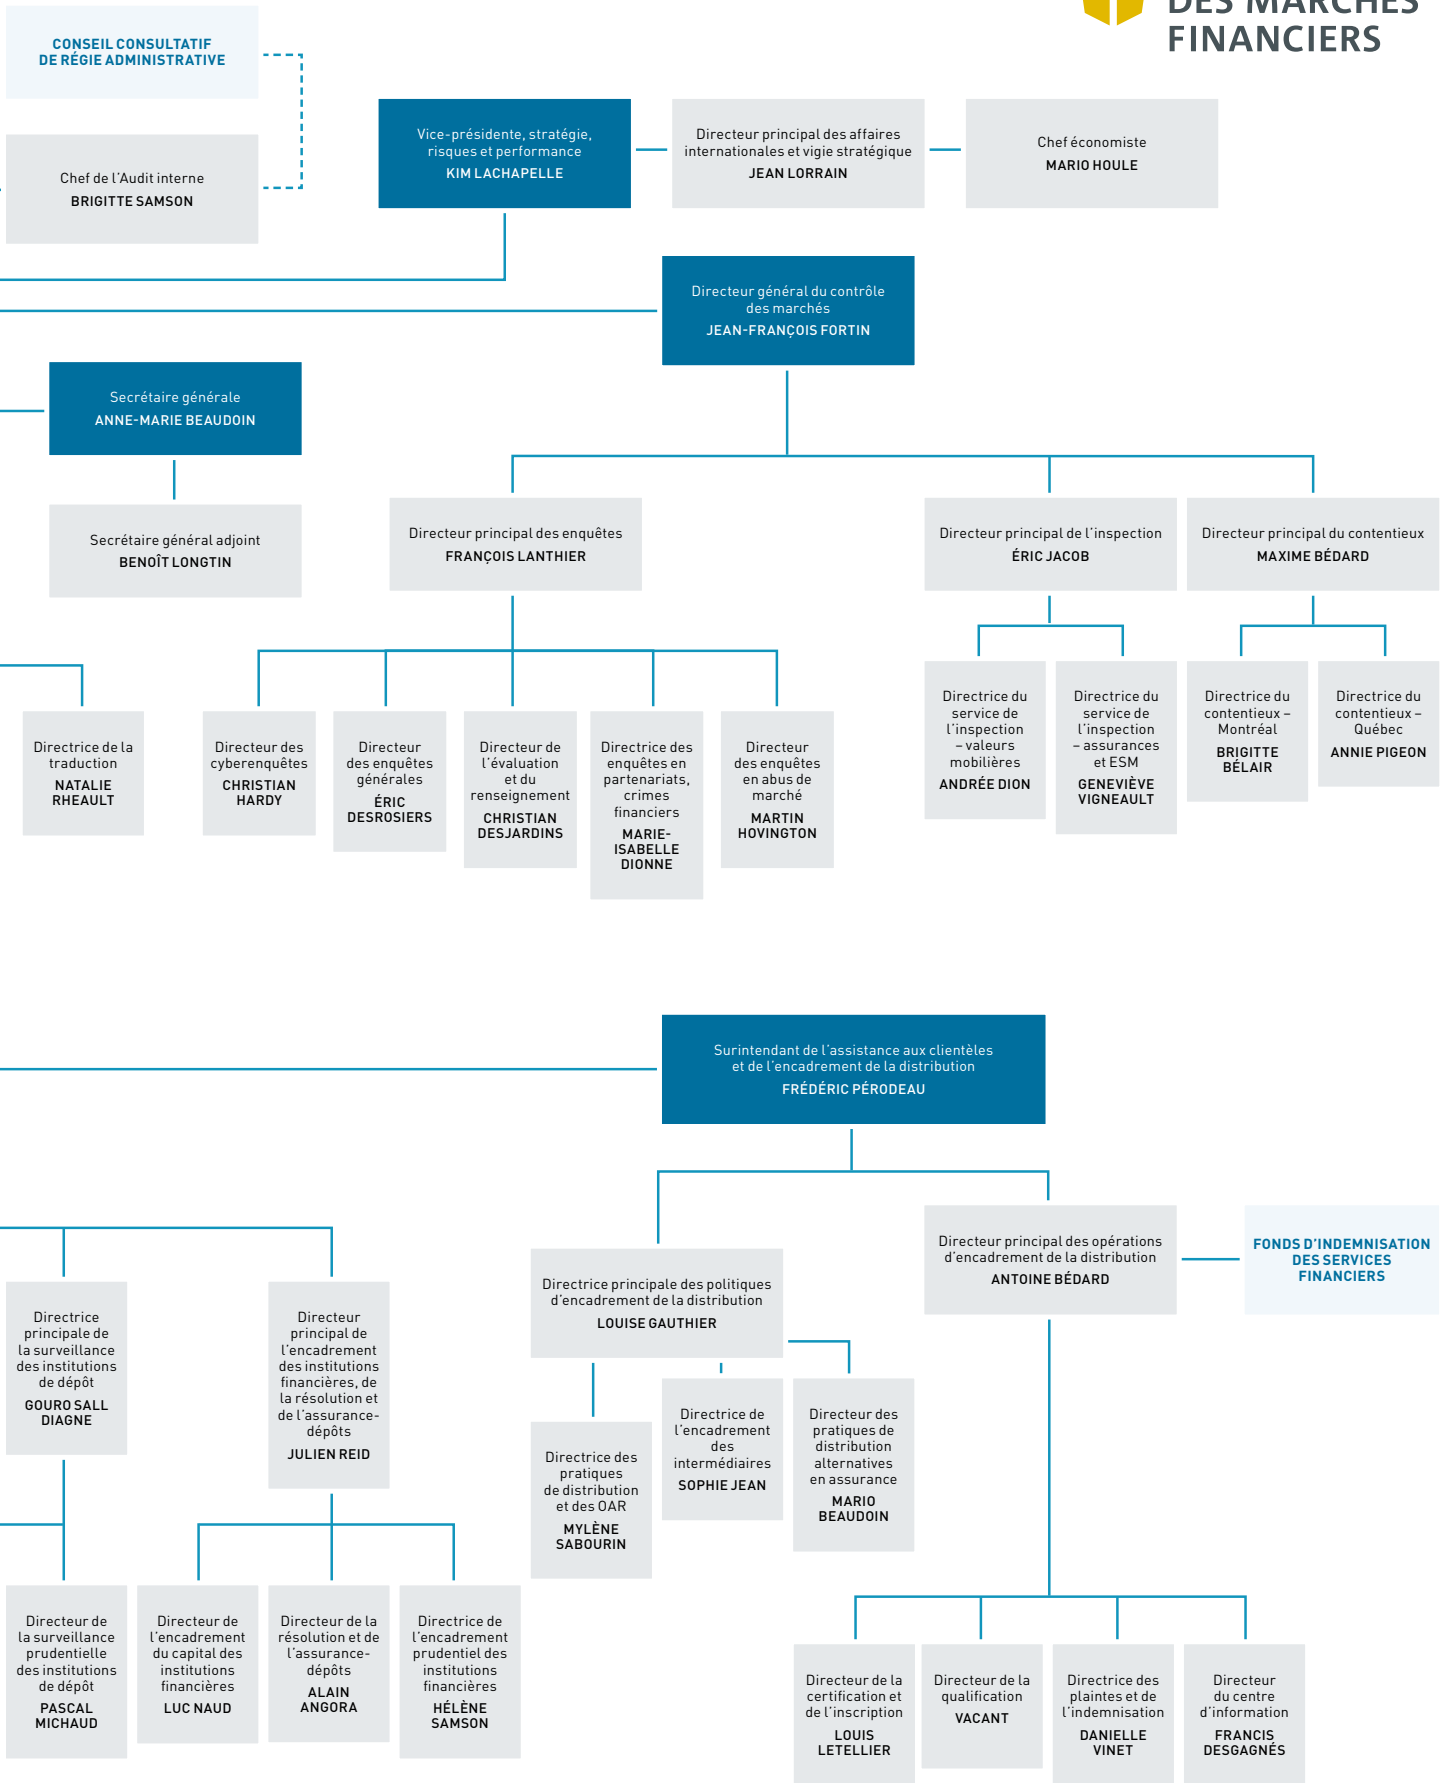 DES MARCHÉS
FINANCIERS
CONSEIL CONSULTATIF
DE RÉGIE ADMINISTRATIVE
Chef de l'Audit interne
BRIGITTE SAMSON
Vice-présidente, stratégie,
risques et performance
KIM LACHAPELLE
Directeur principal des affaires
internationales et vigie stratégique
JEAN LORRAIN
Chef économiste
MARIO HOULE
Directeur général du contrôle
des marchés
JEAN-FRANÇOIS FORTIN
Secrétaire générale
ANNE-MARIE BEAUDOIN
Secrétaire général adjoint
BENOÎT LONGTIN
Directeur principal des enquêtes
FRANÇOIS LANTHIER
Directeur principal de l'inspection
ÉRIC JACOB
Directeur principal du contentieux
MAXIME BÉDARD
Directrice de la
traduction
NATALIE
RHEAULT
Directeur des
cyberenquêtes
CHRISTIAN
HARDY
Directeur
des enquêtes
générales
ÉRIC
DESROSIERS
Directeur de
l'évaluation
et du
renseignement
CHRISTIAN
DESJARDINS
Directrice des
enquêtes en
partenariats,
crimes
financiers
MARIE-
ISABELLE
DIONNE
Directeur
des enquêtes
en abus de
marché
MARTIN
HOVINGTON
Directrice du
service de
l'inspection
– valeurs
mobilières
ANDRÉE DION
Directrice du
service de
l'inspection
– assurances
et ESM
GENEVIÈVE
VIGNEAULT
Directrice du
contentieux –
Montréal
BRIGITTE
BÉLAIR
Directrice du
contentieux –
Québec
ANNIE PIGEON
Surintendant de l'assistance aux clientèles
et de l'encadrement de la distribution
FRÉDÉRIC PÉRODEAU
Directrice principale des politiques
d'encadrement de la distribution
LOUISE GAUTHIER
Directeur principal des opérations
d'encadrement de la distribution
ANTOINE BÉDARD
FONDS D'INDEMNISATION
DES SERVICES
FINANCIERS
Directrice
principale de
la surveillance
des institutions
de dépôt
GOURO SALL
DIAGNE
Directeur
principal de
l'encadrement
des institutions
financières, de
la résolution et
de l'assurance-
dépôts
JULIEN REID
Directrice des
pratiques
de distribution
et des OAR
MYLÈNE
SABOURIN
Directrice de
l'encadrement
des
intermédiaires
SOPHIE JEAN
Directeur des
pratiques de
distribution
alternatives
en assurance
MARIO
BEAUDOIN
Directeur de
la surveillance
prudentielle
des institutions
de dépôt
PASCAL
MICHAUD
Directeur de
l'encadrement
du capital des
institutions
financières
LUC NAUD
Directeur de la
résolution et de
l'assurance-
dépôts
ALAIN
ANGORA
Directrice de
l'encadrement
prudentiel des
institutions
financières
HÉLÈNE
SAMSON
Directeur de la
certification et
de l'inscription
LOUIS
LETELLIER
Directeur de la
qualification
VACANT
Directrice des
plaintes et de
l'indemnisation
DANIELLE
VINET
Directeur
du centre
d'information
FRANCIS
DESGAGNÉS